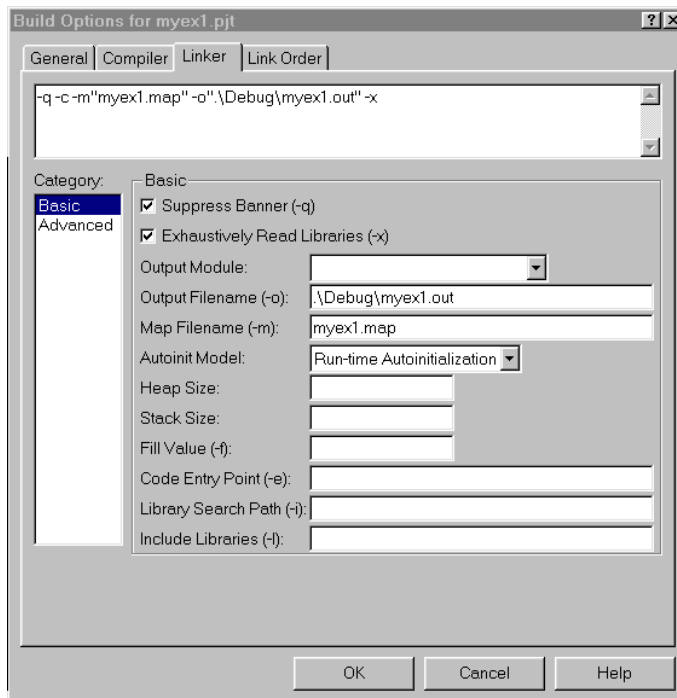 Build Options for myex1.pjt
General Compiler Linker Link Order
-q -c -m"myex1.map" -o".\Debug\myex1.out" -x
Category: Basic
Basic
Advanced
Suppress Banner (-q)
Exhaustively Read Libraries (-x)
Output Module:
Output Filename (-o): .\Debug\myex1.out
Map Filename (-m): myex1.map
Autoinit Model: Run-time Autoinitialization
Heap Size:
Stack Size:
Fill Value (-f):
Code Entry Point (-e):
Library Search Path (-i):
Include Libraries (-l):
OK Cancel Help